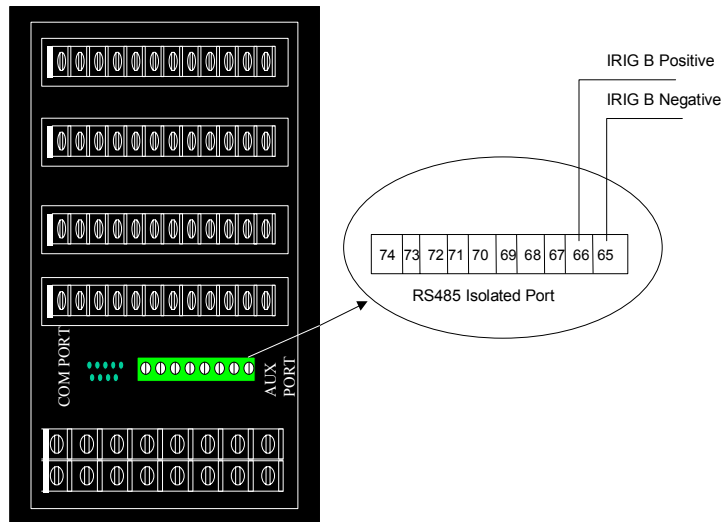 IRIG B Positive
IRIG B Negative
74 73 72 71 70 69 68 67 66 65
RS485 Isolated Port
COM PORT
AUX
PORT